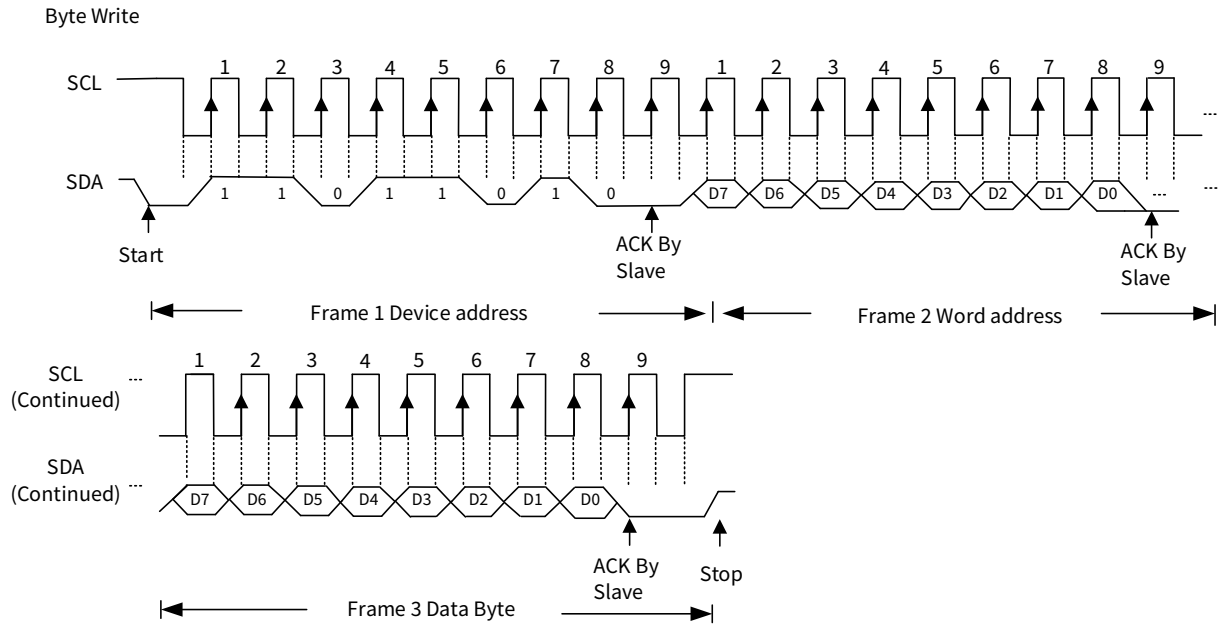 Byte Write
1 2 3 4 5 6 7 8 9 1 2 3 4 5 6 7 8 9
SCL
...
SDA
1 1 0 1 1 0 1 0 D7 D6 D5 D4 D3 D2 D1 D0 ...
...
Start
ACK By
Slave
ACK By
Slave
Frame 1 Device address
Frame 2 Word address
1 2 3 4 5 6 7 8 9
SCL
(Continued)
...
SDA
(Continued)
...
D7 D6 D5 D4 D3 D2 D1 D0
ACK By
Slave
Stop
Frame 3 Data Byte